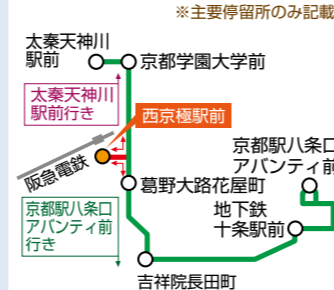 ※主要停留所のみ記載
太秦天神川
駅前
京都学園大学前
太秦天神川
駅前行き
西京極駅前
阪急電鉄
京都駅八条口
アバンティ前
葛野大路花屋町
地下鉄
十条駅前
京都駅八条口
アバンティ前
行き
吉祥院長田町